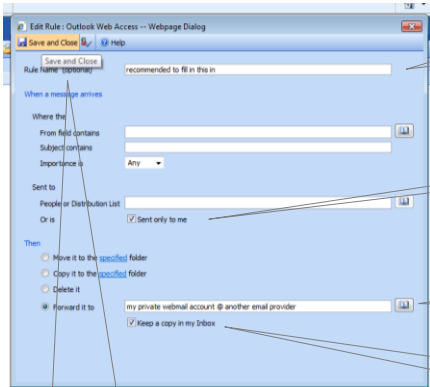 Edit Rule : Outlook Web Access -- Webpage Dialog
Save and Close Help
Save and Close
Rule Name (optional) recommended to fill in this in
When a message arrives
Where the
From field contains
Subject contains
Importance is Any
Sent to
People or Distribution List
Or is Sent only to me
Then
Move it to the specified folder
Copy it to the specified folder
Delete it
Forward it to my private webmail account @ another email provider
Keep a copy in my Inbox